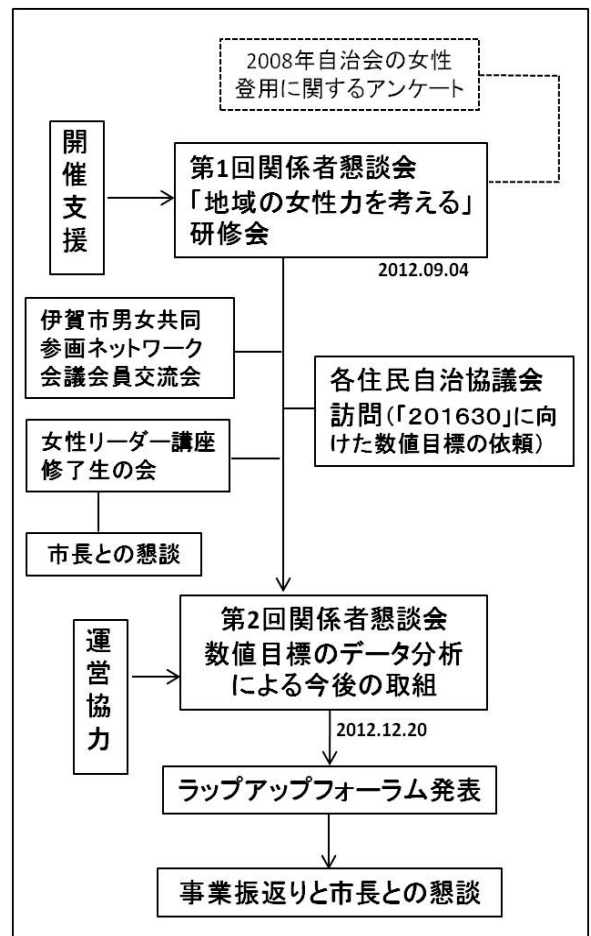 2008年自治会の女性
登用に関するアンケート
開催支援
第1回関係者懇談会
「地域の女性力を考える」
研修会
2012.09.04
伊賀市男女共同
参画ネットワーク
会議会員交流会
各住民自治協議会
訪問(「201630」に向
けた数値目標の依頼)
女性リーダー講座
修了生の会
市長との懇談
運営協力
第2回関係者懇談会
数値目標のデータ分析
による今後の取組
2012.12.20
ラップアップフォーラム発表
事業振返りと市長との懇談